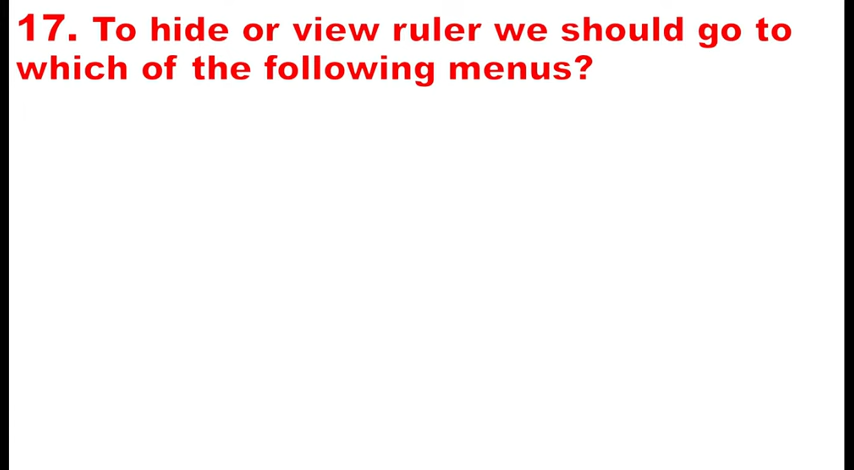 17. To hide or view ruler we should go to
which of the following menus?